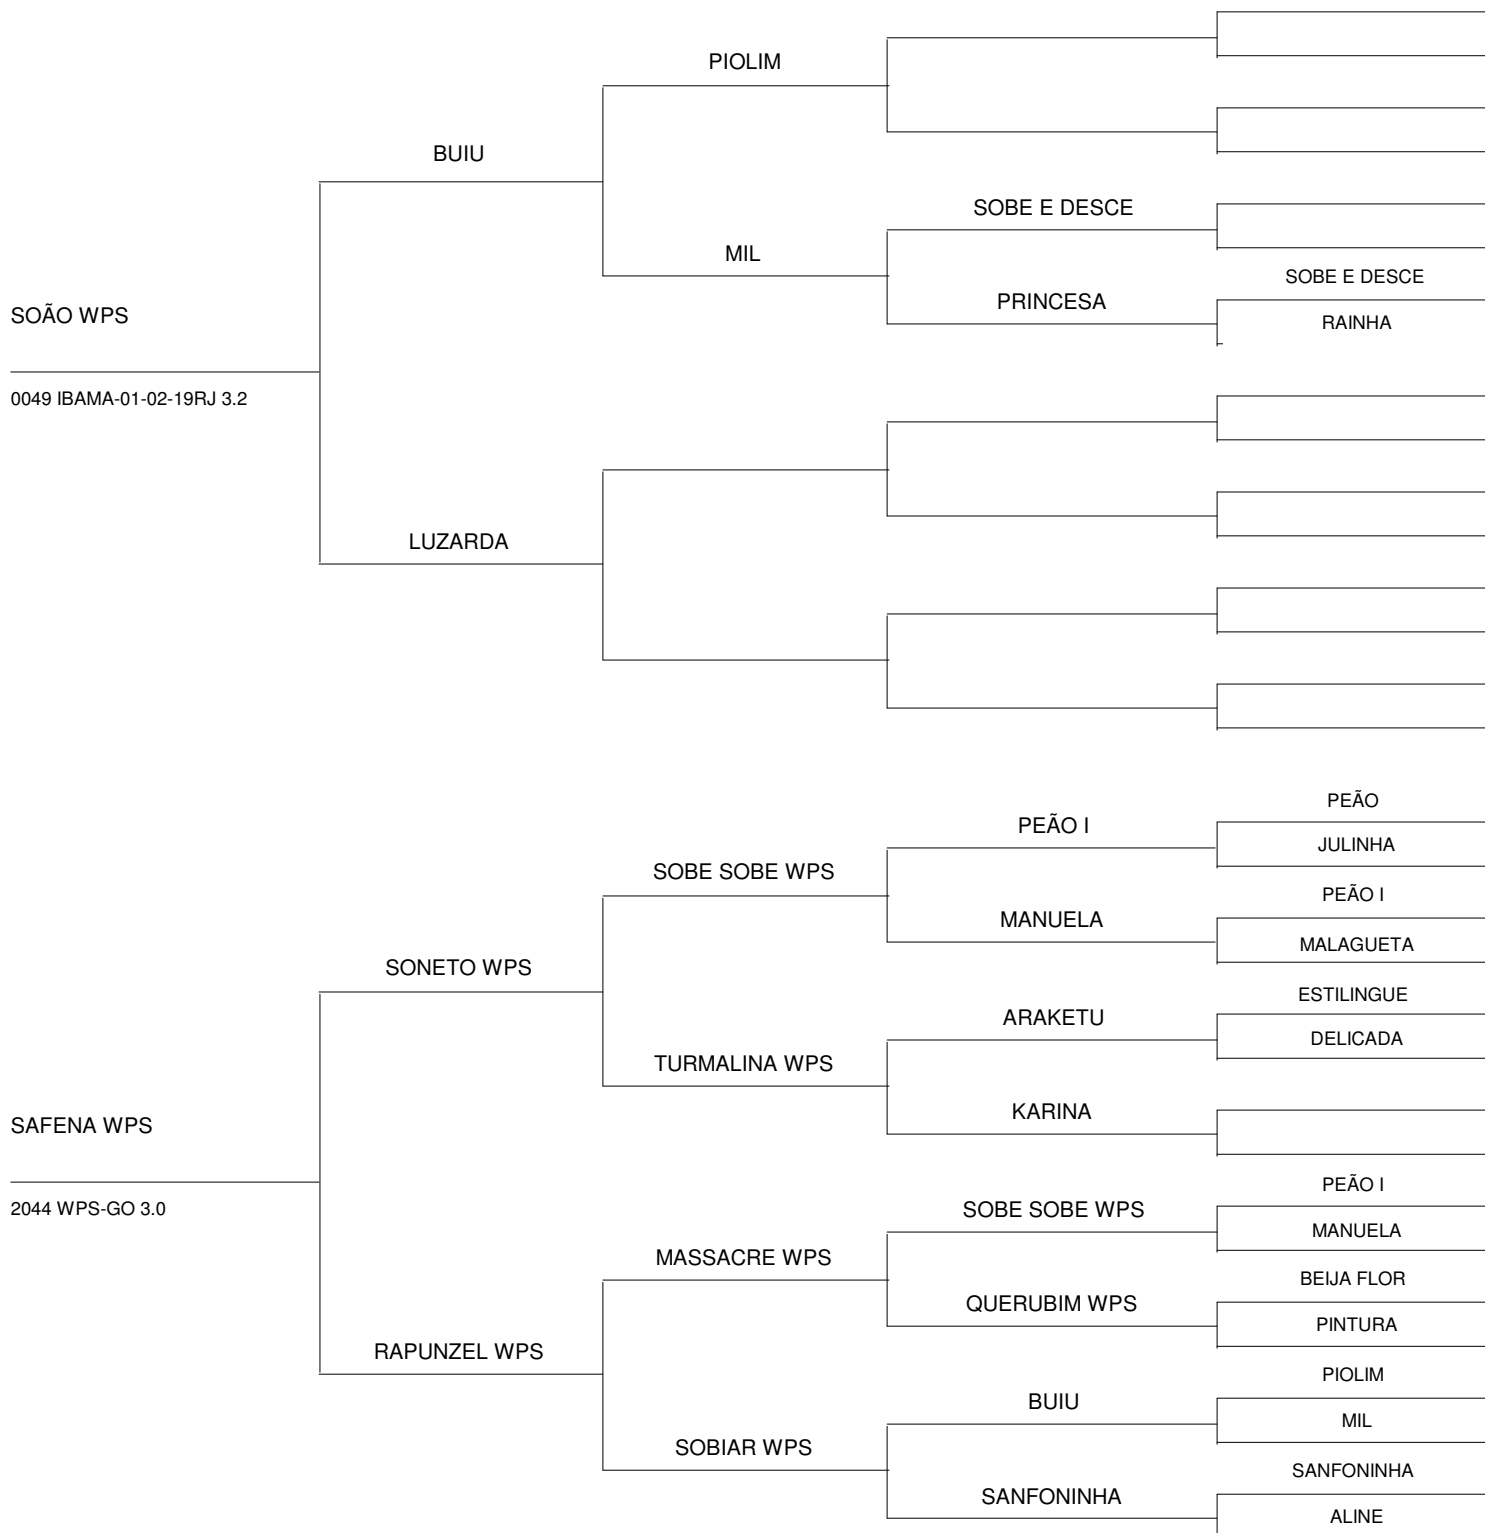 PIOLIM
BUIU
SOBE E DESCE
MIL
SOBE E DESCE
PRINCESA
RAINHA
SOÃO WPS
0049 IBAMA-01-02-19RJ 3.2
LUZARDA
PEÃO
PEÃO I
JULINHA
SOBE SOBE WPS
PEÃO I
MANUELA
MALAGUETA
SONETO WPS
ESTILINGUE
ARAKETU
DELICADA
TURMALINA WPS
KARINA
SAFENA WPS
2044 WPS-GO 3.0
PEÃO I
SOBE SOBE WPS
MANUELA
MASSACRE WPS
BEIJA FLOR
QUERUBIM WPS
PINTURA
RAPUNZEL WPS
PIOLIM
BUIU
MIL
SOBIAR WPS
SANFONINHA
SANFONINHA
ALINE